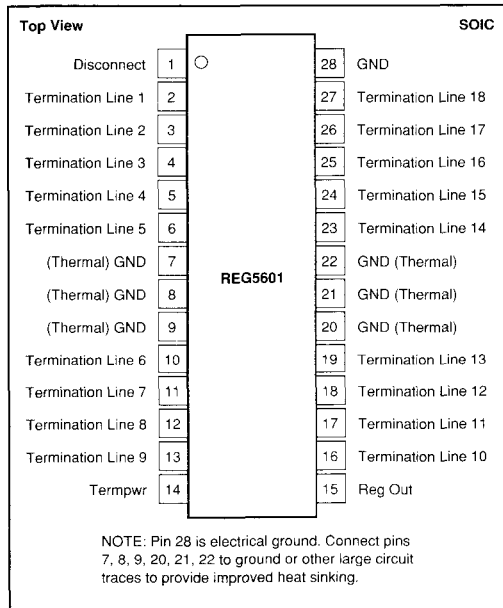 Top View SOIC
Disconnect 1 28 GND
Termination Line 1 2 27 Termination Line 18
Termination Line 2 3 26 Termination Line 17
Termination Line 3 4 25 Termination Line 16
Termination Line 4 5 24 Termination Line 15
Termination Line 5 6 23 Termination Line 14
(Thermal) GND 7 22 GND (Thermal)
REG5601
(Thermal) GND 8 21 GND (Thermal)
(Thermal) GND 9 20 GND (Thermal)
Termination Line 6 10 19 Termination Line 13
Termination Line 7 11 18 Termination Line 12
Termination Line 8 12 17 Termination Line 11
Termination Line 9 13 16 Termination Line 10
Termpwr 14 15 Reg Out
NOTE: Pin 28 is electrical ground. Connect pins
7, 8, 9, 20, 21, 22 to ground or other large circuit
traces to provide improved heat sinking.